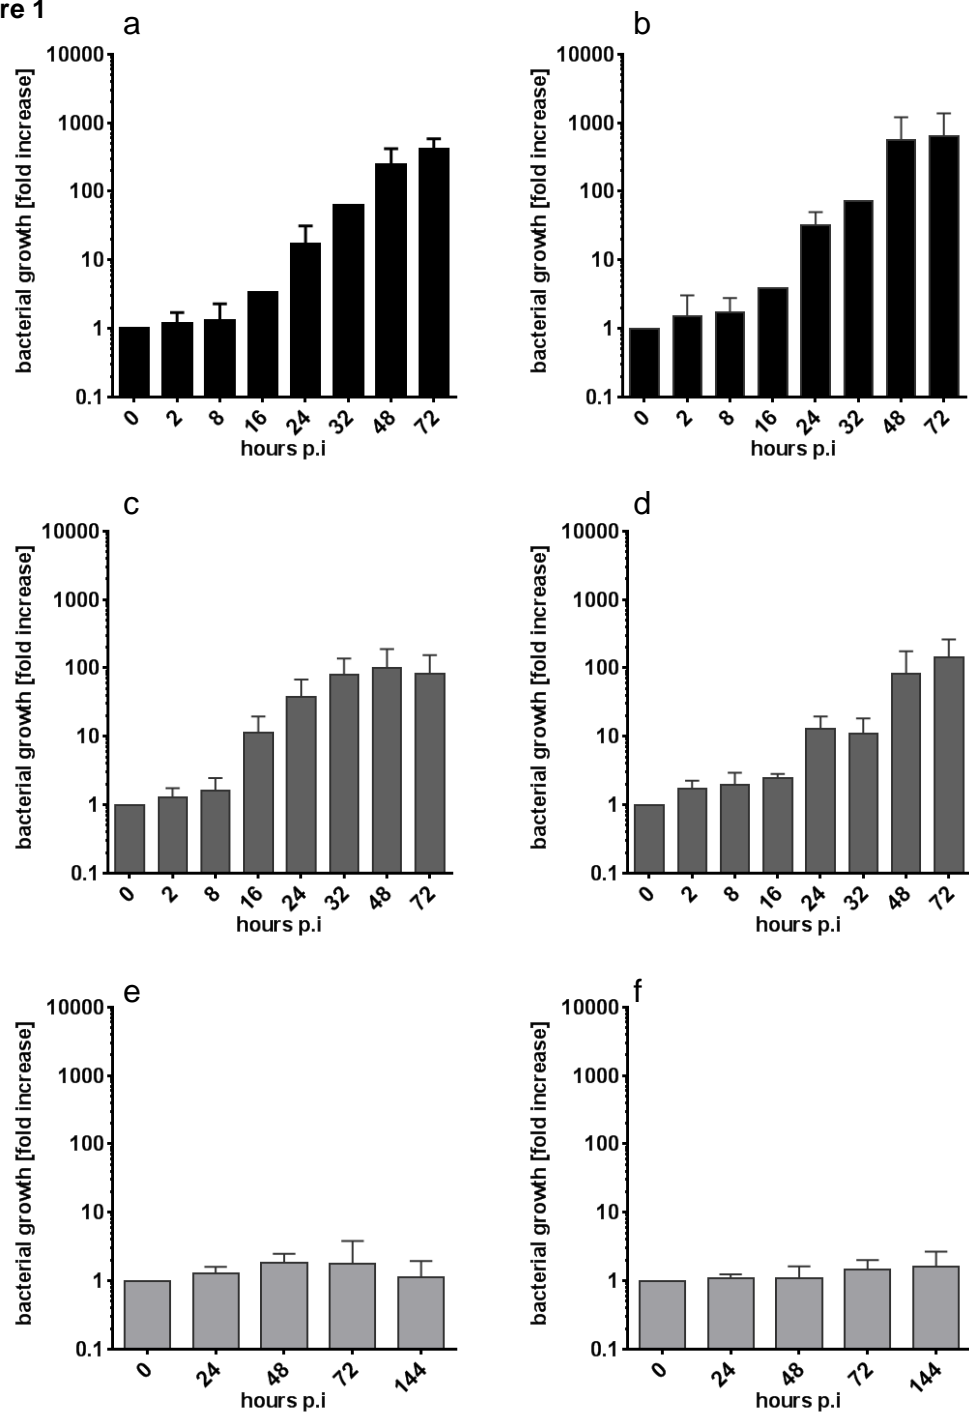 re 1
a
bacterial growth [fold increase]
10000
1000
100
10
1
0.1
0 2 8 16 24 32 48 72
hours p.i
b
bacterial growth [fold increase]
10000
1000
100
10
1
0.1
0 2 8 16 24 32 48 72
hours p.i
c
bacterial growth [fold increase]
10000
1000
100
10
1
0.1
0 2 8 16 24 32 48 72
hours p.i
d
bacterial growth [fold increase]
10000
1000
100
10
1
0.1
0 2 8 16 24 32 48 72
hours p.i
e
bacterial growth [fold increase]
10000
1000
100
10
1
0.1
0 24 48 72 144
hours p.i
f
bacterial growth [fold increase]
10000
1000
100
10
1
0.1
0 24 48 72 144
hours p.i